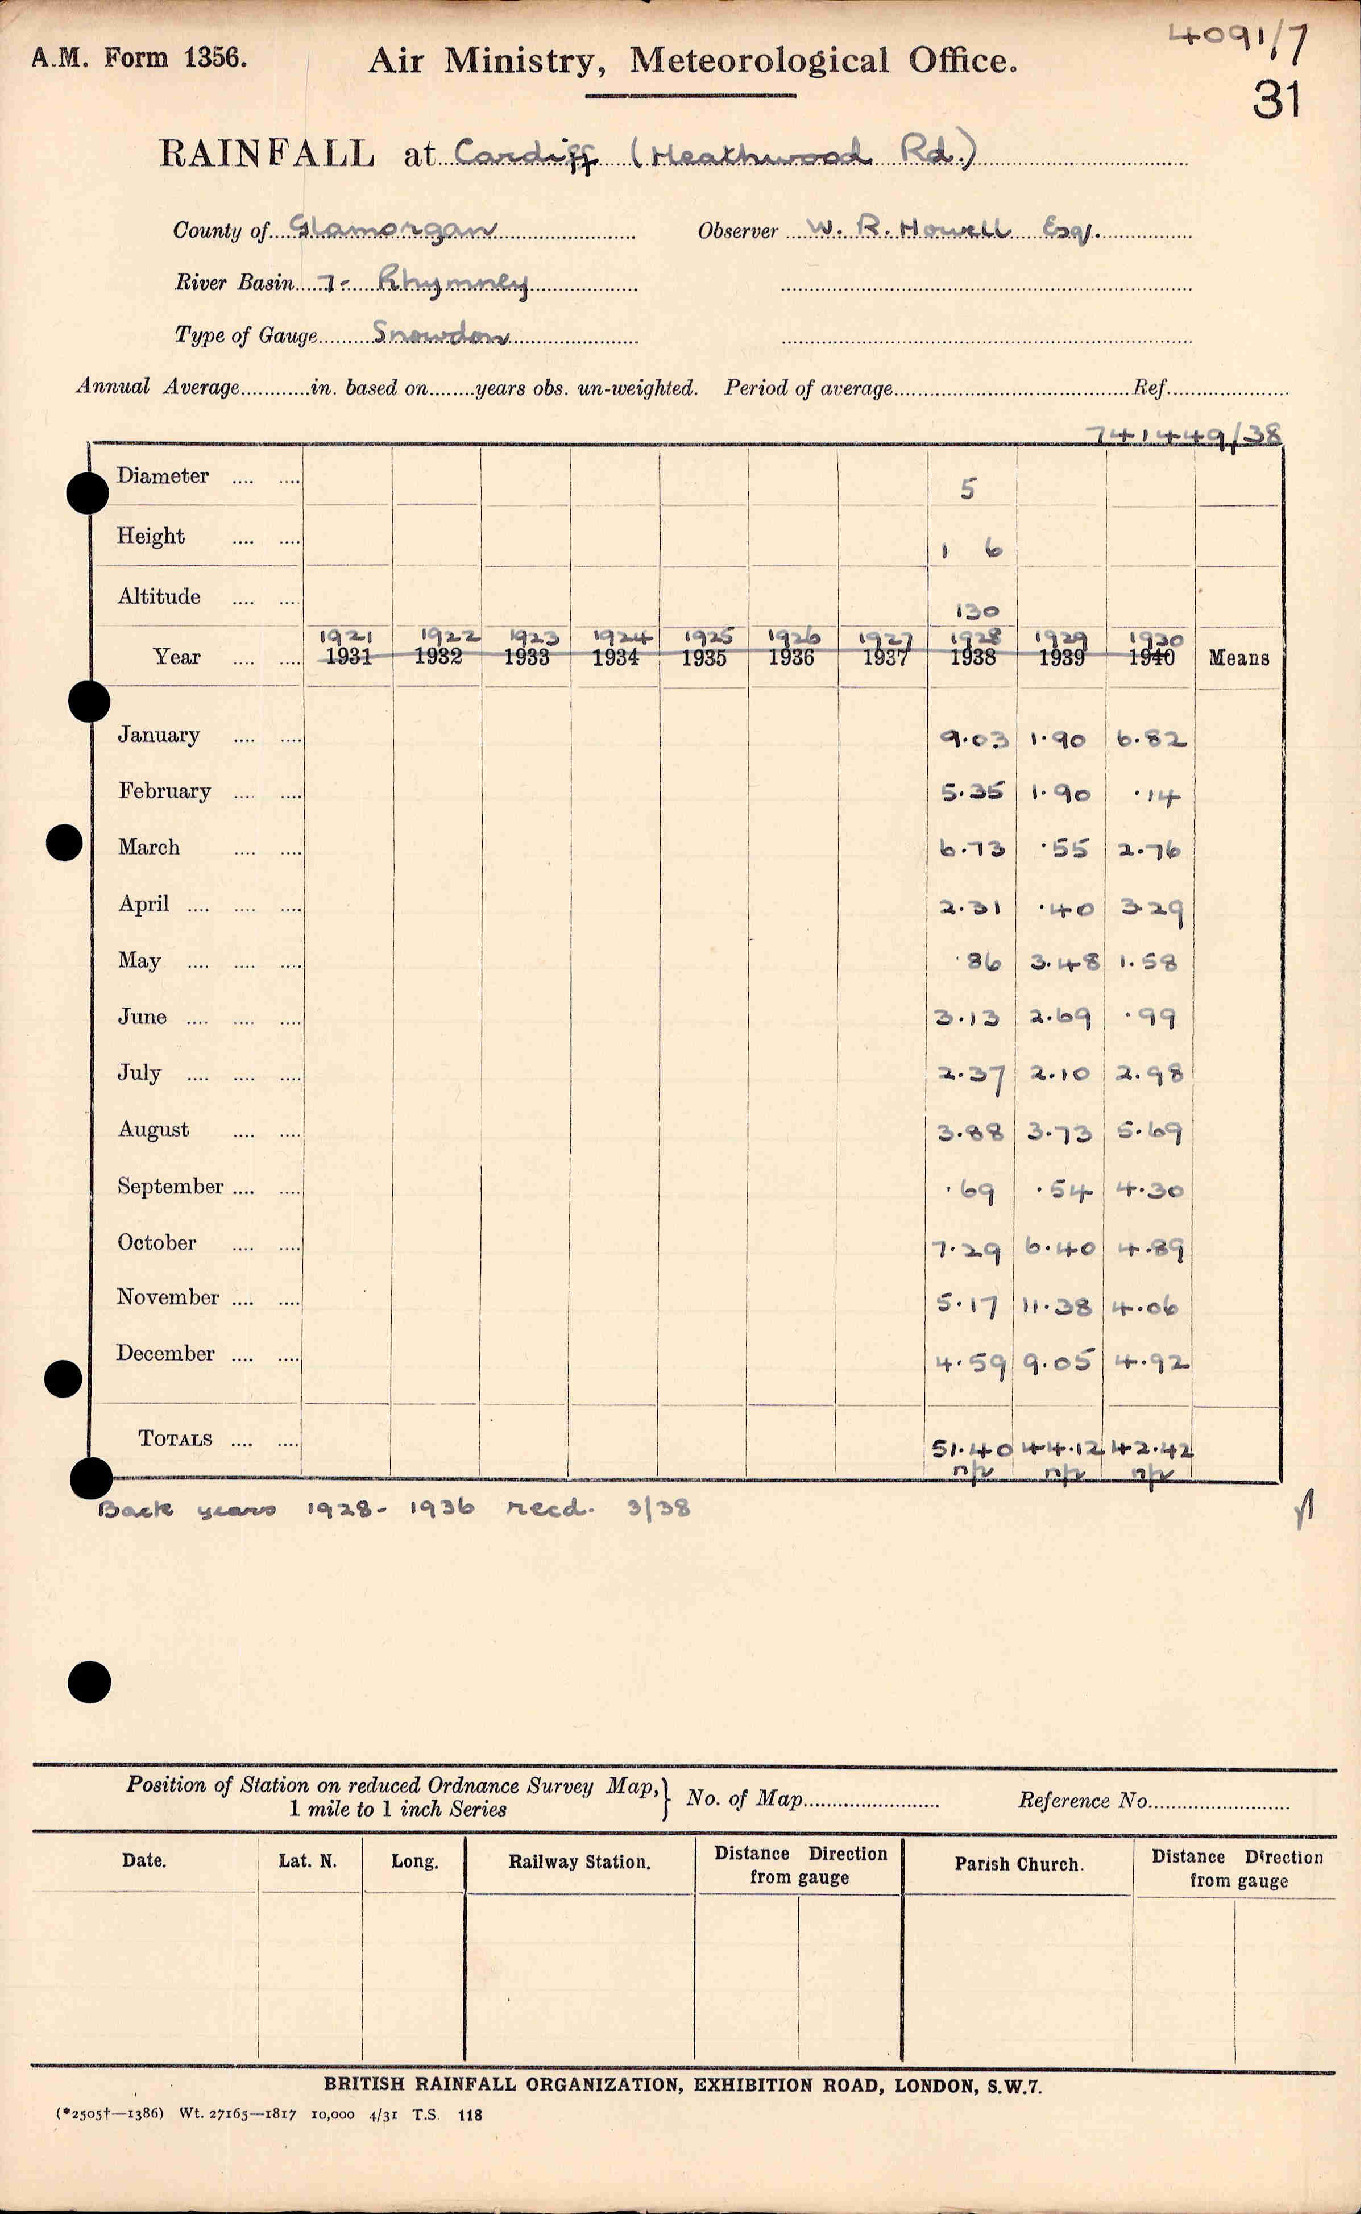 4091/7
A.M. Form 1356. Air Ministry, Meteorological Office.
31
RAINFALL at Cardiff (Heathwood Rd.)
County of Glamorgan Observer W. R. Howell Esq.
River Basin 7- Rhymney
Type of Gauge Snowdon
Annual Average............in. based on........years obs. un-weighted. Period of average........................................Ref.....................
741449/38
Diameter .... .... 5
Height .... .... 1 6
Altitude .... .... 130
1921 1922 1923 1924 1925 1926 1927 1928 1929 1930
Year .... .... 1931 1932 1933 1934 1935 1936 1937 1938 1939 1940 Means
January .... .... 9.03 1.90 6.82
February .... .... 5.35 1.90 .14
March .... .... 6.73 .55 2.76
April .... .... .... 2.31 .40 3.29
May .... .... .... .86 3.48 1.58
June .... .... .... 3.13 2.69 .99
July .... .... .... 2.37 2.10 2.98
August .... .... 3.88 3.73 5.69
September .... .... .69 .54 4.30
October .... .... 7.29 6.40 4.89
November .... .... 5.17 11.38 4.06
December .... .... 4.59 9.05 4.92
TOTALS .... .... 51.40 44.12 42.42
n/r n/r n/r
Back years 1928-1936 recd. 3/38
Position of Station on reduced Ordnance Survey Map,} No. of Map........................ Reference No.........................
1 mile to 1 inch Series
Date. Lat. N. Long. Railway Station. Distance Direction from gauge Parish Church. Distance Direction from gauge
BRITISH RAINFALL ORGANIZATION, EXHIBITION ROAD, LONDON, S.W.7.
(*2505†—1386) Wt. 27165—1817 10,000 4/31 T.S. 118